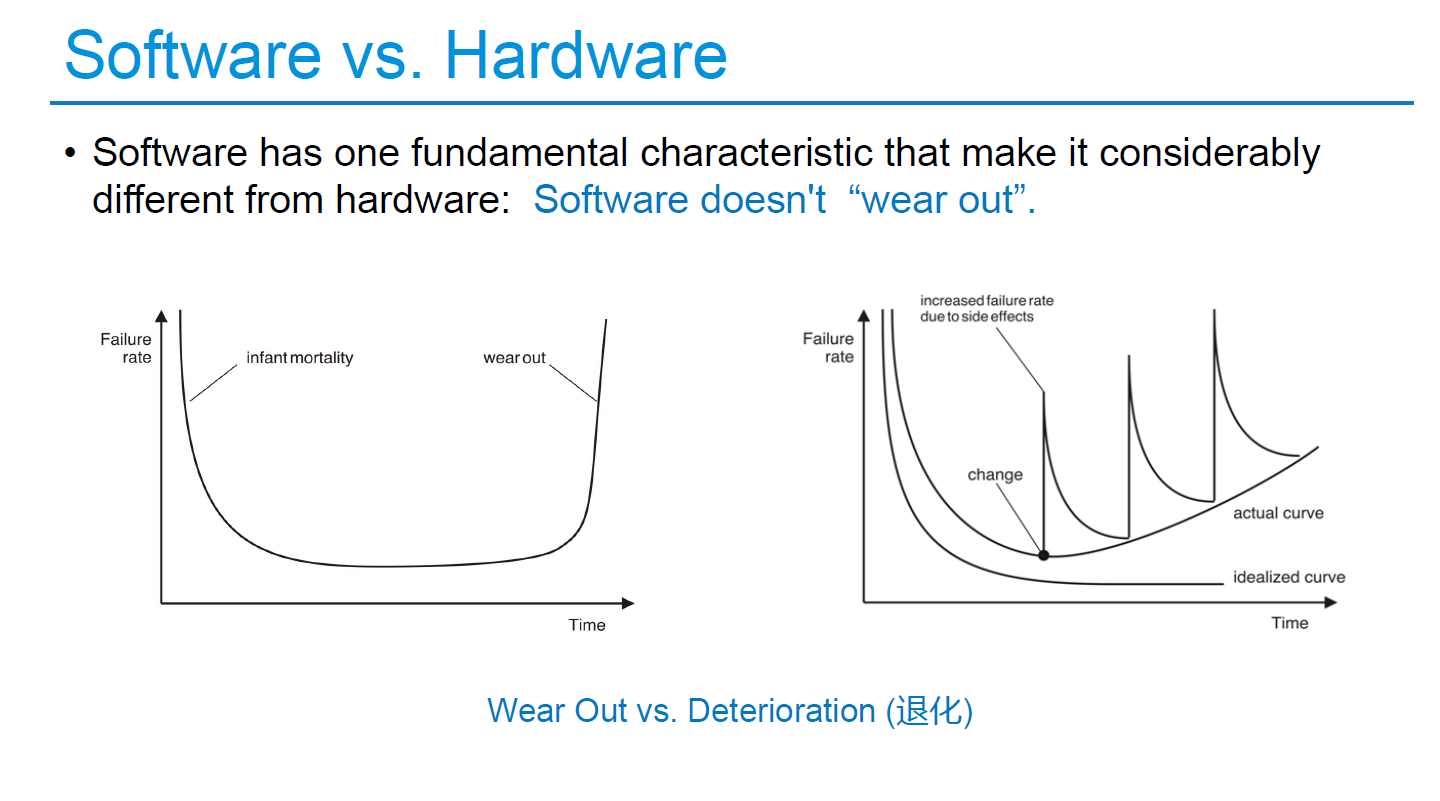 Software vs. Hardware
• Software has one fundamental characteristic that make it considerably
different from hardware: Software doesn't “wear out”.
Failure
rate
infant mortality
wear out
Time
increased failure rate
due to side effects
Failure
rate
change
actual curve
idealized curve
Time
Wear Out vs. Deterioration (退化)